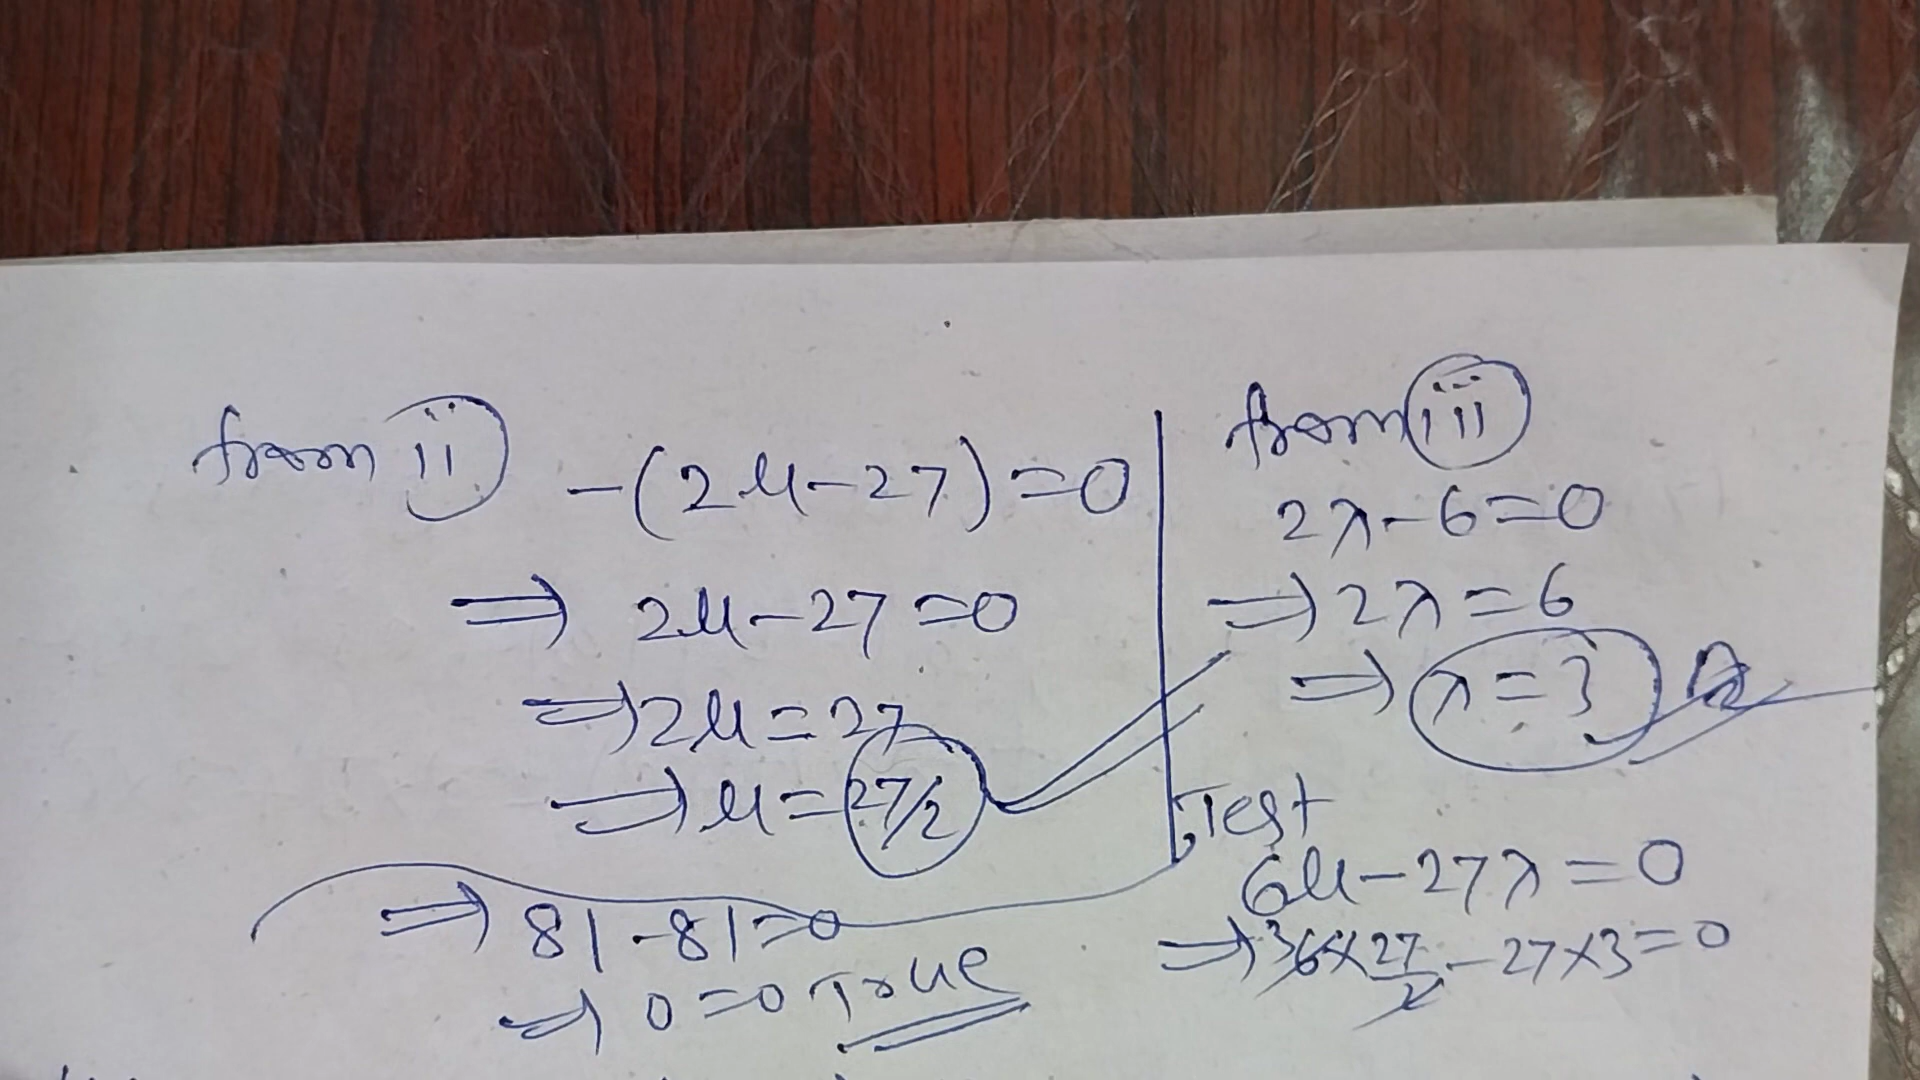 from ii -(2μ-27)=0
⇒ 2μ-27=0
⇒2μ=27
⇒μ=27/2
from iii
2λ-6=0
⇒2λ=6
⇒ λ=3
Test
6μ-27λ=0
⇒ 3 6×27/2 -27×3=0
⇒ 81-81=0
⇒ 0=0 True